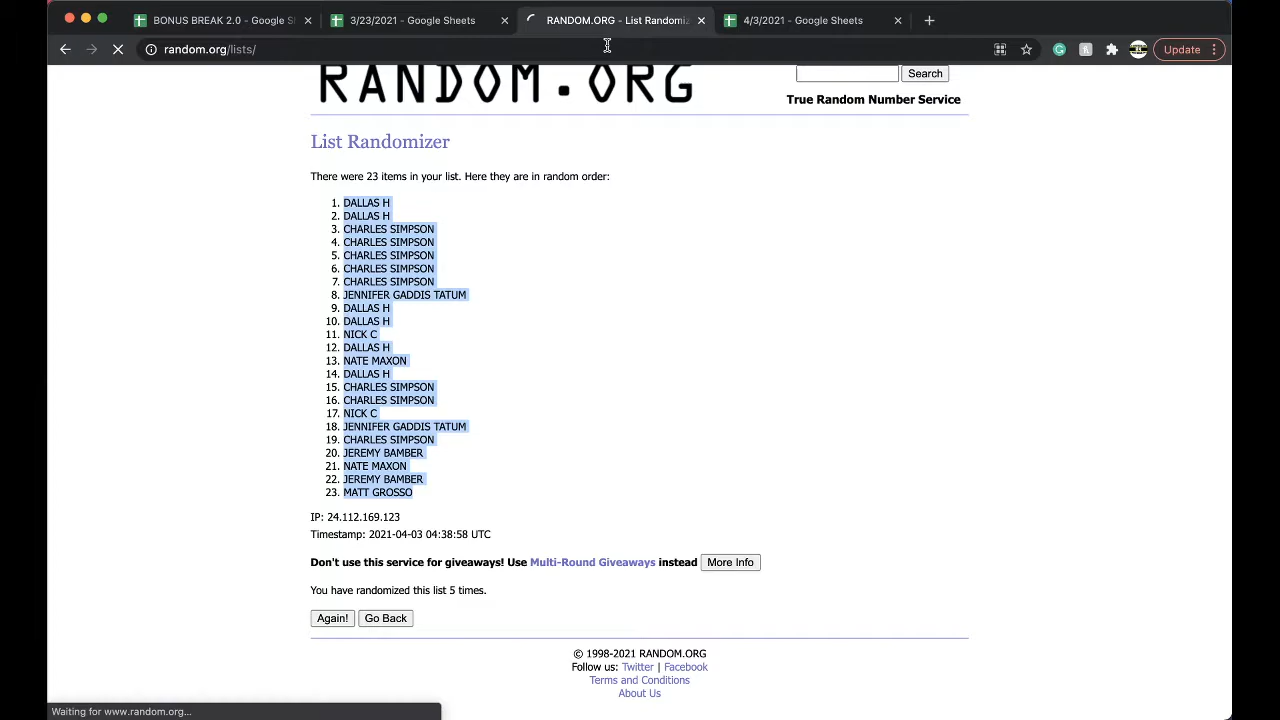 BONUS BREAK 2.0 - Google S
3/23/2021 - Google Sheets
RANDOM.ORG - List Randomiz
4/3/2021 - Google Sheets
random.org/lists/
Update
RANDOM.ORG
Search
True Random Number Service
List Randomizer
There were 23 items in your list. Here they are in random order:
1. DALLAS H
2. DALLAS H
3. CHARLES SIMPSON
4. CHARLES SIMPSON
5. CHARLES SIMPSON
6. CHARLES SIMPSON
7. CHARLES SIMPSON
8. JENNIFER GADDIS TATUM
9. DALLAS H
10. DALLAS H
11. NICK C
12. DALLAS H
13. NATE MAXON
14. DALLAS H
15. CHARLES SIMPSON
16. CHARLES SIMPSON
17. NICK C
18. JENNIFER GADDIS TATUM
19. CHARLES SIMPSON
20. JEREMY BAMBER
21. NATE MAXON
22. JEREMY BAMBER
23. MATT GROSSO
IP: 24.112.169.123
Timestamp: 2021-04-03 04:38:58 UTC
Don't use this service for giveaways! Use Multi-Round Giveaways instead More Info
You have randomized this list 5 times.
Again! Go Back
© 1998-2021 RANDOM.ORG
Follow us: Twitter | Facebook
Terms and Conditions
About Us
Waiting for www.random.org...